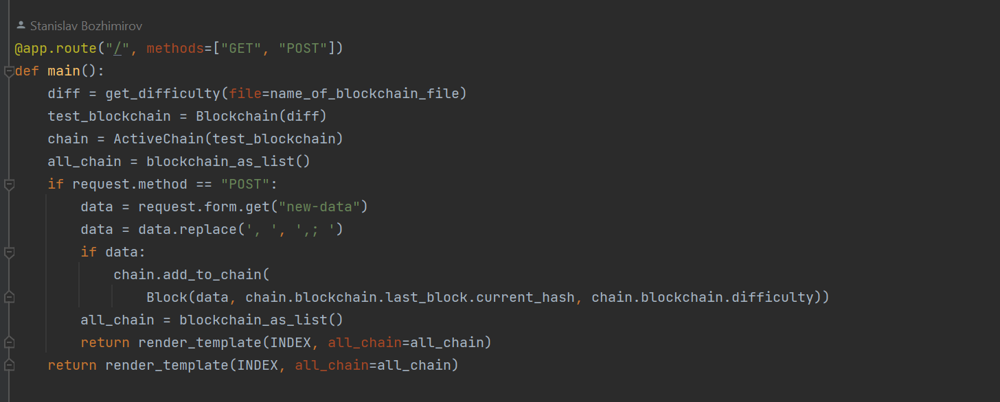 Stanislav Bozhimirov
@app.route("/", methods=["GET", "POST"])
def main():
    diff = get_difficulty(file=name_of_blockchain_file)
    test_blockchain = Blockchain(diff)
    chain = ActiveChain(test_blockchain)
    all_chain = blockchain_as_list()
    if request.method == "POST":
        data = request.form.get("new-data")
        data = data.replace(', ', ',; ')
        if data:
            chain.add_to_chain(
                Block(data, chain.blockchain.last_block.current_hash, chain.blockchain.difficulty))
        all_chain = blockchain_as_list()
        return render_template(INDEX, all_chain=all_chain)
    return render_template(INDEX, all_chain=all_chain)